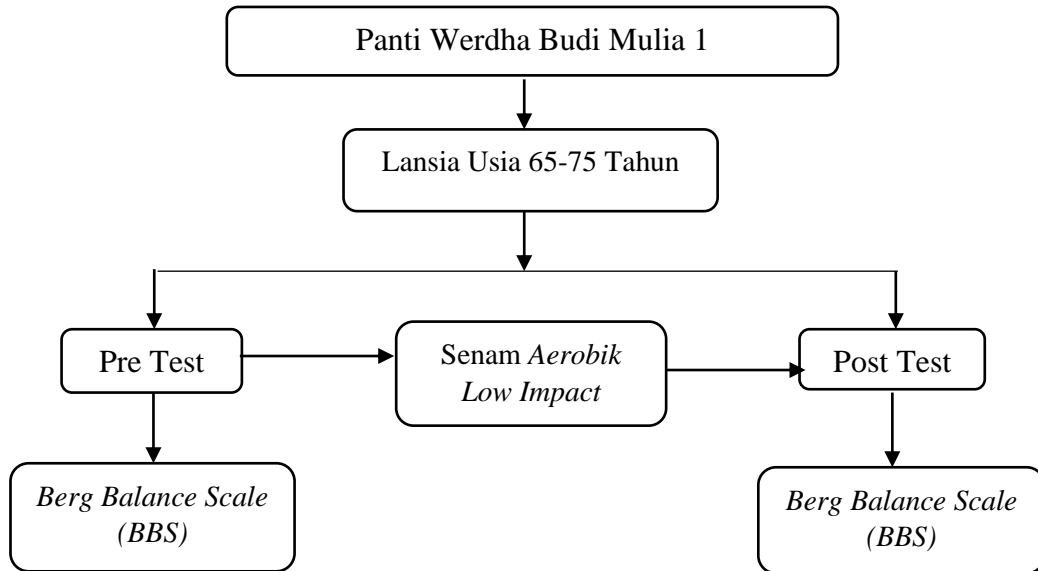 Panti Werdha Budi Mulia 1
Lansia Usia 65-75 Tahun
Pre Test
Senam Aerobik
Low Impact
Post Test
Berg Balance Scale
(BBS)
Berg Balance Scale
(BBS)